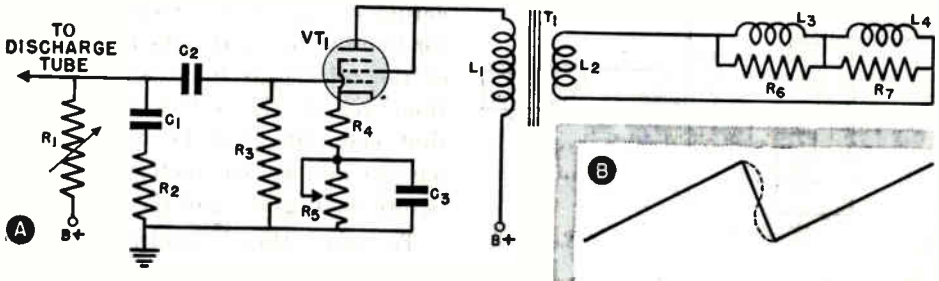 TO
DISCHARGE
TUBE
C2
VT1
T1
L3
L4
L1
L2
R6
R7
R1
C1
R2
R3
R4
R5
C3
B+
B+
A
B